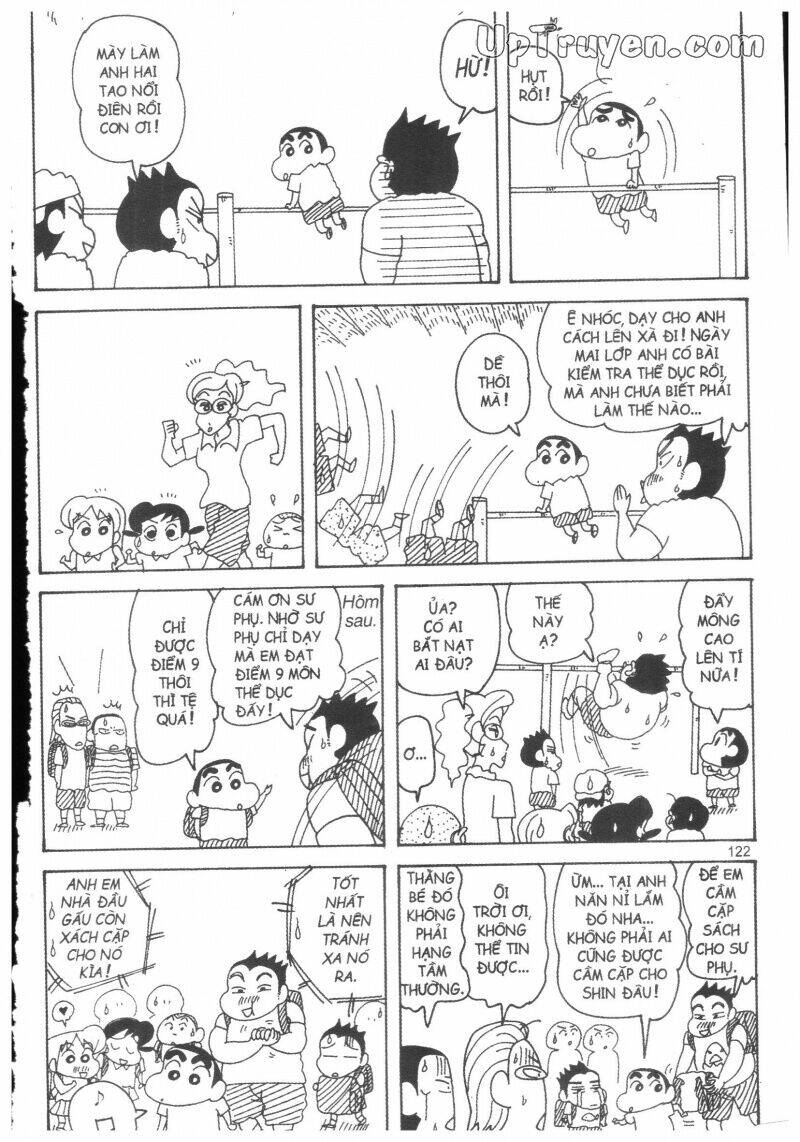 UpTruyen.com
HỤT
RỒI!
HỪ!
MÀY LÀM
ANH HAI
TAO NỔI
ĐIÊN RỒI
CON ƠI!
Ê NHÓC, DẠY CHO ANH
CÁCH LÊN XÀ ĐI! NGÀY
MAI LỚP ANH CÓ BÀI
KIỂM TRA THỂ DỤC RỒI,
MÀ ANH CHƯA BIẾT PHẢI
LÀM THẾ NÀO...
DỄ
THÔI
MÀ!
ĐẨY
MÔNG
CAO
LÊN TÍ
NỮA!
THẾ
NÀY
Ạ?
ỦA?
CÓ AI
BẮT NẠT
AI ĐÂU?
Ơ...
Hôm
sau.
CÁM ƠN SƯ
PHỤ. NHỜ SƯ
PHỤ CHỈ DẠY
MÀ EM ĐẠT
ĐIỂM 9 MÔN
THỂ DỤC
ĐẤY!
CHỈ
ĐƯỢC
ĐIỂM 9
THÔI
THÌ TỆ
QUÁ!
122
ĐỂ EM
CẦM
CẶP
SÁCH
CHO SƯ
PHỤ.
ỪM... TẠI ANH
NĂN NỈ LẮM
ĐÓ NHA...
KHÔNG PHẢI AI
CŨNG ĐƯỢC
CẦM CẶP CHO
SHIN ĐÂU!
ÔI
TRỜI ƠI,
KHÔNG
THỂ TIN
ĐƯỢC...
THẰNG
BÉ ĐÓ
KHÔNG
PHẢI
HẠNG
TẦM
THƯỜNG.
TỐT
NHẤT
LÀ NÊN
TRÁNH
XA NÓ
RA.
ANH EM
NHÀ ĐẦU
GẤU CÒN
XÁCH CẶP
CHO NÓ
KÌA!